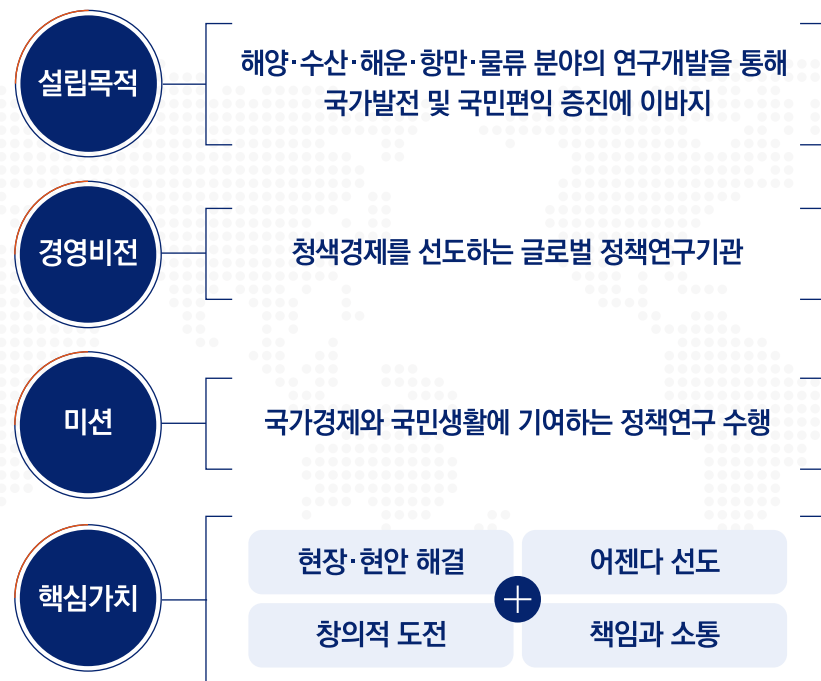 설립목적
해양·수산·해운·항만·물류 분야의 연구개발을 통해
국가발전 및 국민편익 증진에 이바지
경영비전
청색경제를 선도하는 글로벌 정책연구기관
미션
국가경제와 국민생활에 기여하는 정책연구 수행
핵심가치
현장·현안 해결
어젠다 선도
창의적 도전
책임과 소통